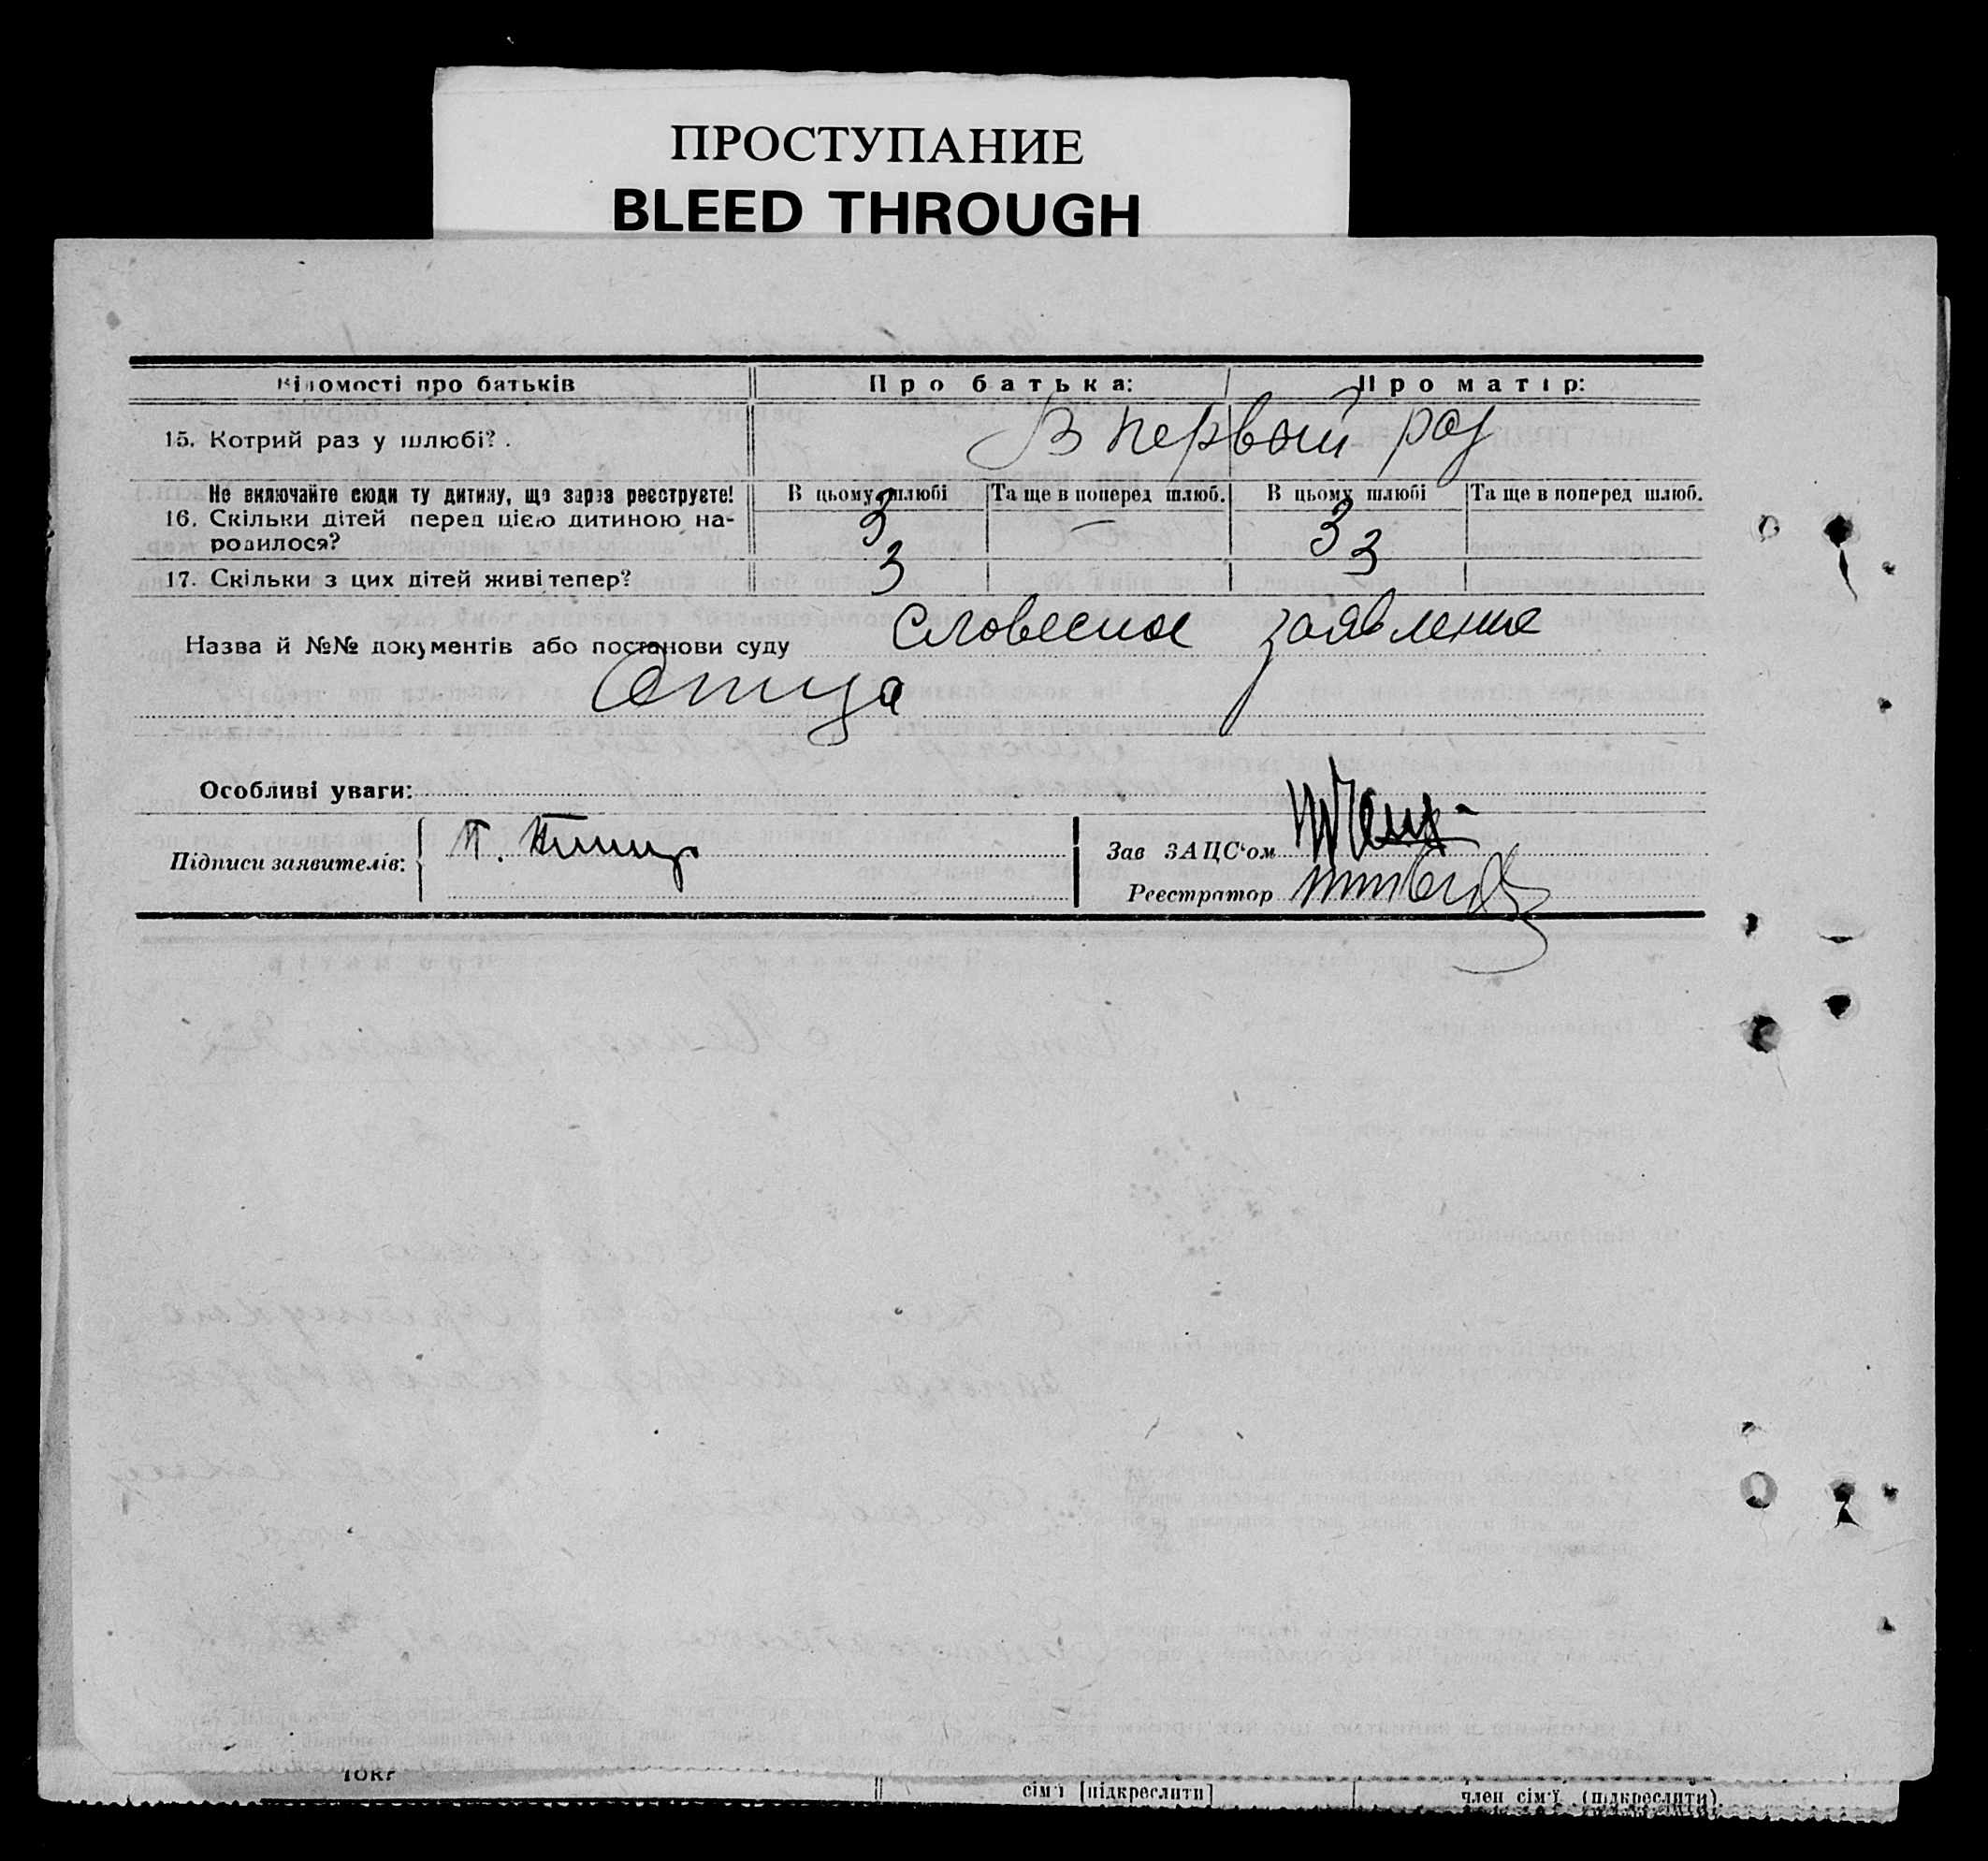 ПРОСТУПАНИЕ
BLEED THROUGH
Відомості про батьків Про батька: Про матір:
15. Котрий раз у шлюбі? . В первый раз
Не включайте сюди ту дитину, що зараз реєструєте! В цьому шлюбі Та ще в поперед шлюб. В цьому шлюбі Та ще в поперед шлюб.
16. Скільки дітей перед цією дитиною на-
родилося? 3 — 3
17. Скільки з цих дітей живі тепер? 3 3
Назва й №№ документів або постанови суду Словесное заявление
Отца
Особливі уваги:
Підписи заявителів:
Зав ЗАЦС'ом
Реєстратор
сім'ї [підкреслити] член сім'ї (підкреслити)